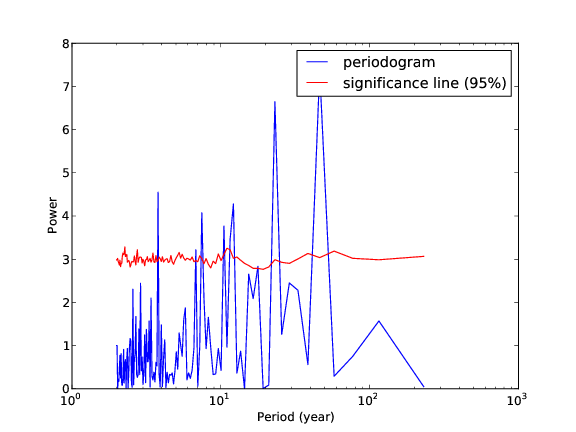 8
7
6
5
4
3
2
1
0
Power
periodogram
significance line (95%)
10^0 10^1 10^2 10^3
Period (year)